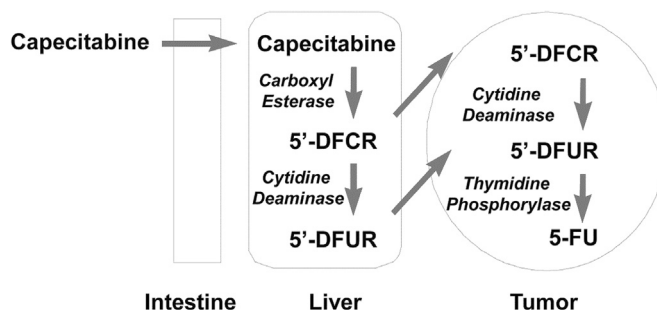 Capecitabine
Capecitabine
Carboxyl
Esterase
5’-DFCR
Cytidine
Deaminase
5’-DFUR
5’-DFCR
Cytidine
Deaminase
5’-DFUR
Thymidine
Phosphorylase
5-FU
Intestine
Liver
Tumor